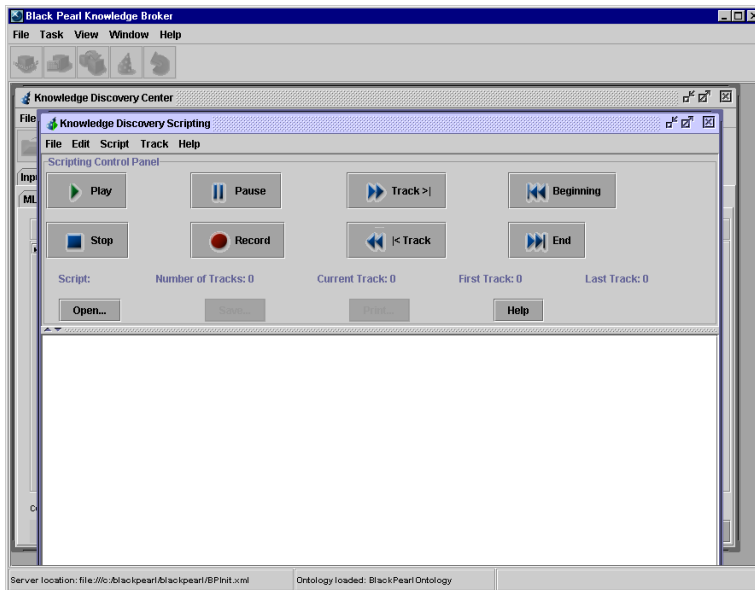 Black Pearl Knowledge Broker
File Task View Window Help
Knowledge Discovery Center
File
Knowledge Discovery Scripting
File Edit Script Track Help
Scripting Control Panel
Inp
Play Pause Track >| Beginning
ML
Stop Record |< Track End
Script: Number of Tracks: 0 Current Track: 0 First Track: 0 Last Track: 0
Open... Save... Print... Help
Server location: file:///c:/blackpearl/blackpearl/BPInit.xml Ontology loaded: BlackPearlOntology